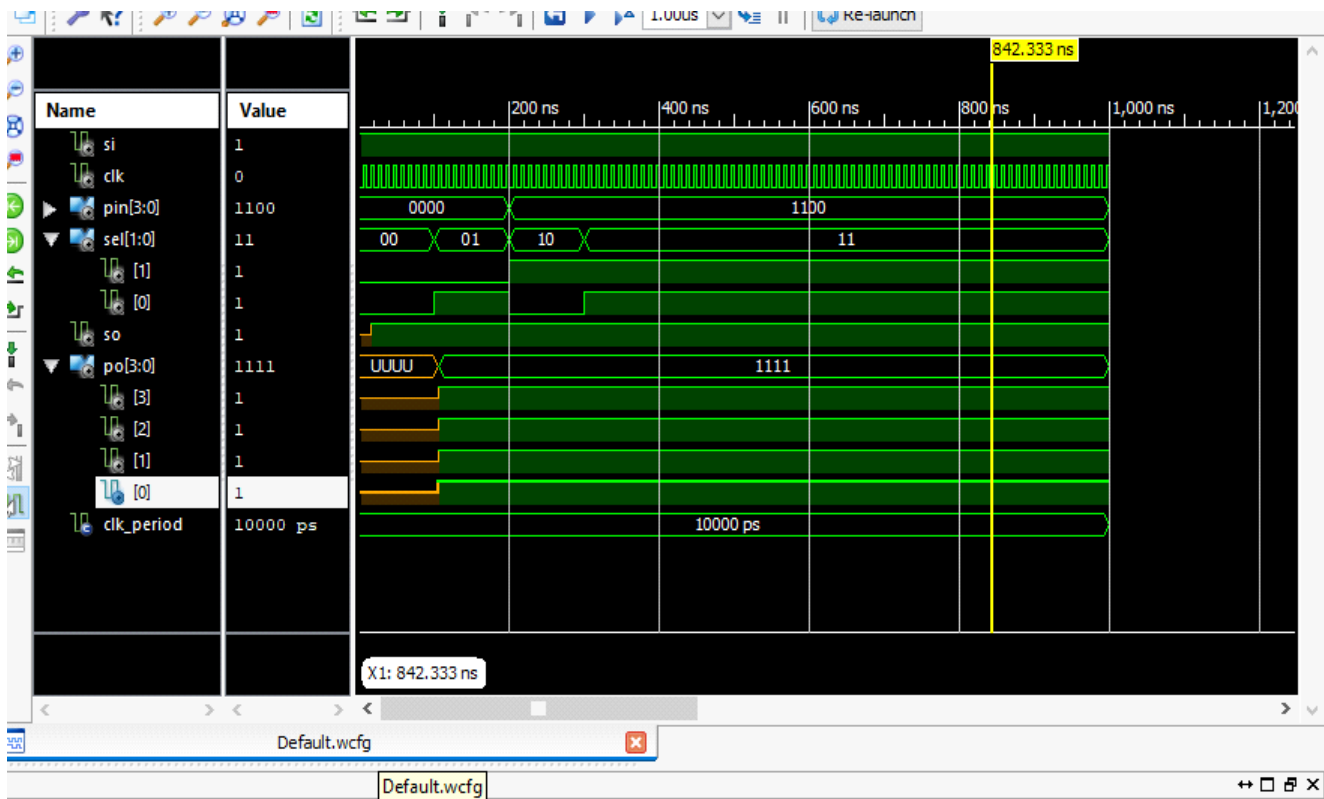 1.00us Re-launch
842.333 ns
Name Value
200 ns 400 ns 600 ns 800 ns 1,000 ns 1,200
si 1
clk 0
pin[3:0] 1100 0000 1100
sel[1:0] 11 00 01 10 11
[1] 1
[0] 1
so 1
po[3:0] 1111 UUUU 1111
[3] 1
[2] 1
[1] 1
[0] 1
clk_period 10000 ps 10000 ps
X1: 842.333 ns
Default.wcfg
Default.wcfg